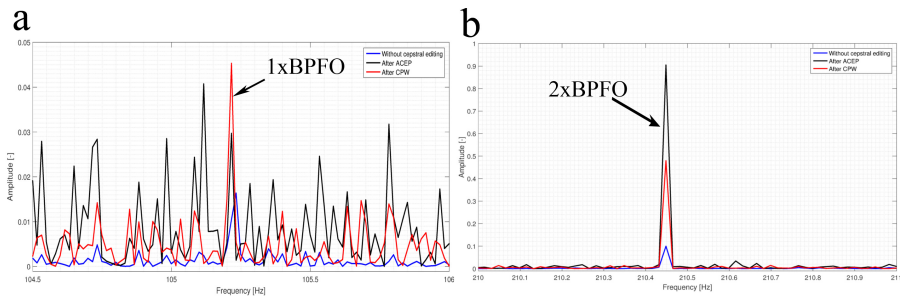 a
0.05
0.04
0.03
0.02
0.01
0
Amplitude [-]
104.5
105
105.5
106
Frequency [Hz]
Without cepstral editing
After ACEP
After CPW
1xBPFO
b
1
0.9
0.8
0.7
0.6
0.5
0.4
0.3
0.2
0.1
0
Amplitude [-]
210
210.1
210.2
210.3
210.4
210.5
210.6
210.7
210.8
210.9
Frequency [Hz]
Without cepstral editing
After ACEP
After CPW
2xBPFO